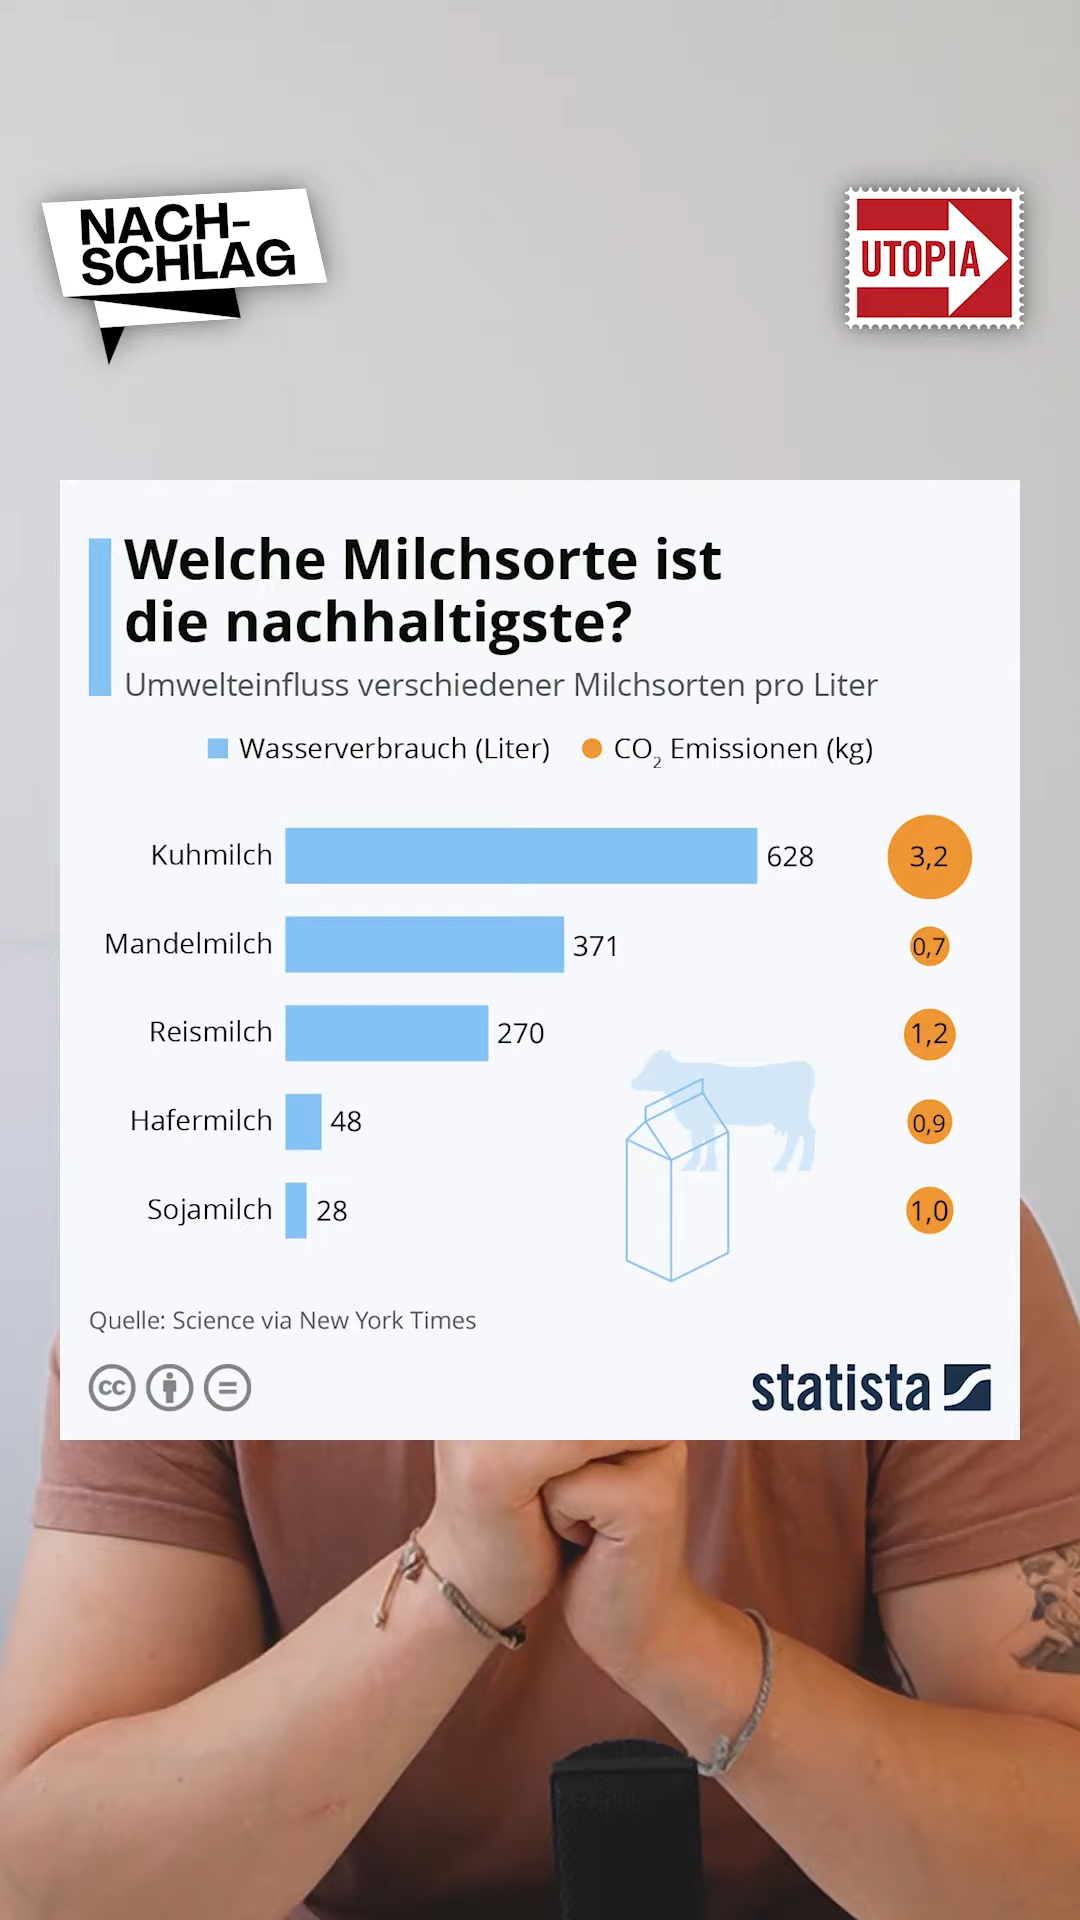 NACH-
SCHLAG
UTOPIA
Welche Milchsorte ist
die nachhaltigste?
Umwelteinfluss verschiedener Milchsorten pro Liter
Wasserverbrauch (Liter) CO₂ Emissionen (kg)
Kuhmilch 628 3,2
Mandelmilch 371 0,7
Reismilch 270 1,2
Hafermilch 48 0,9
Sojamilch 28 1,0
Quelle: Science via New York Times
cc
statista